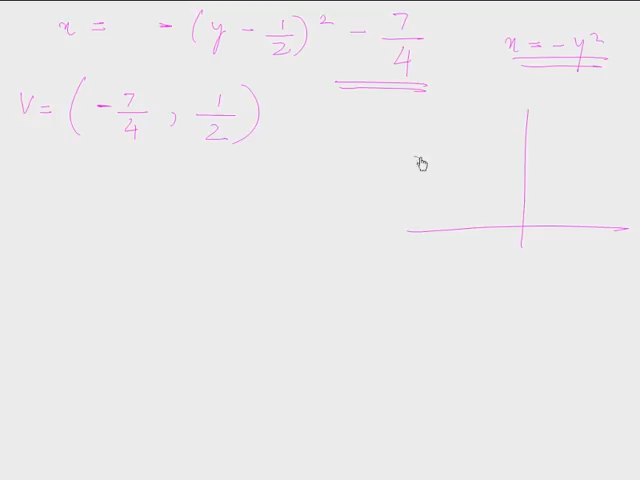 x = - (y - 1/2)² - 7/4
x = - y²
V = (- 7/4 , 1/2)